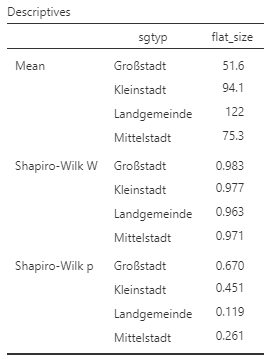 Descriptives
sgtyp flat_size
Mean Großstadt 51.6
Kleinstadt 94.1
Landgemeinde 122
Mittelstadt 75.3
Shapiro-Wilk W Großstadt 0.983
Kleinstadt 0.977
Landgemeinde 0.963
Mittelstadt 0.971
Shapiro-Wilk p Großstadt 0.670
Kleinstadt 0.451
Landgemeinde 0.119
Mittelstadt 0.261